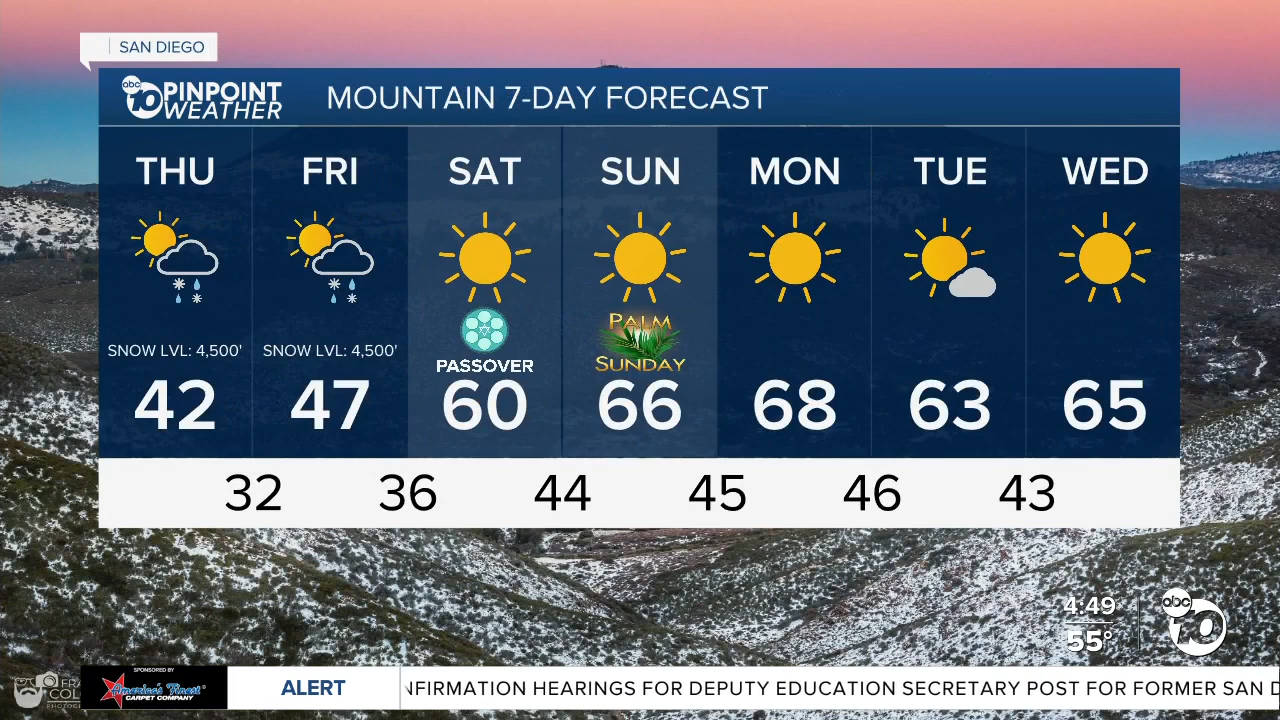 SAN DIEGO
abc 10 PINPOINT WEATHER
MOUNTAIN 7-DAY FORECAST
THU FRI SAT SUN MON TUE WED
PALM
SNOW LVL: 4,500' SNOW LVL: 4,500'
PASSOVER SUNDAY
42 47 60 66 68 63 65
32 36 44 45 46 43
4:49
55°
abc 10
SPONSORED BY
America's Finest
CARPET COMPANY
ALERT
NFIRMATION HEARINGS FOR DEPUTY EDUCATION SECRETARY POST FOR FORMER SAN D